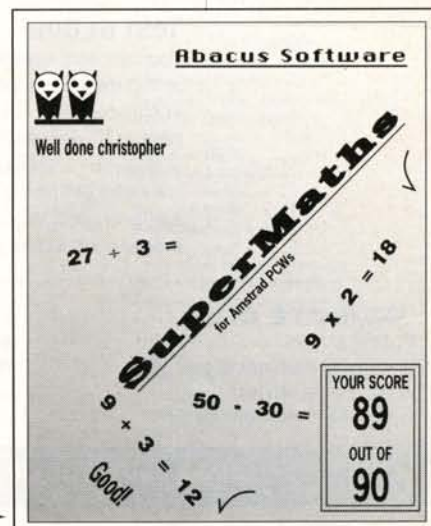 Abacus Software
Well done christopher
SuperMaths
for Amstrad PCWs
27 ÷ 3 =
9 x 2 = 18
50 - 30 =
9 + 3 = 12
Good!
YOUR SCORE
89
OUT OF
90